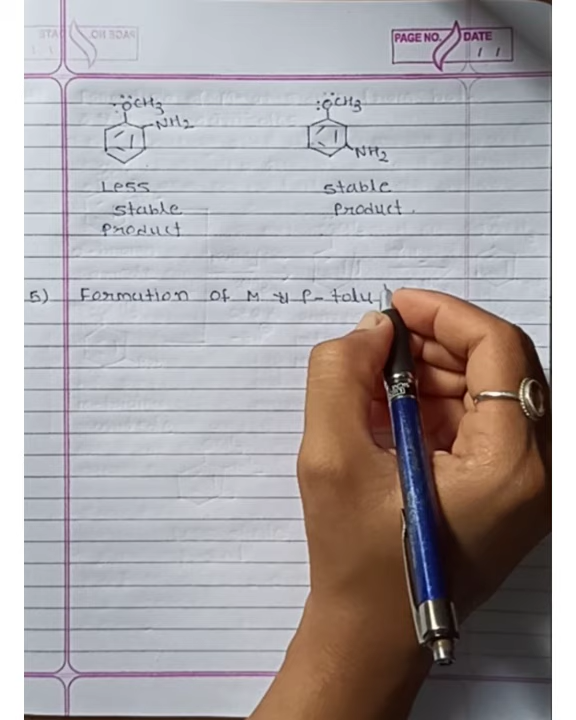 PAGE NO.
DATE
/ /
:ÖCH3
NH2
:ÖCH3
NH2
Less
stable
Product
stable
Product.
5) Formation of M & P- tolu